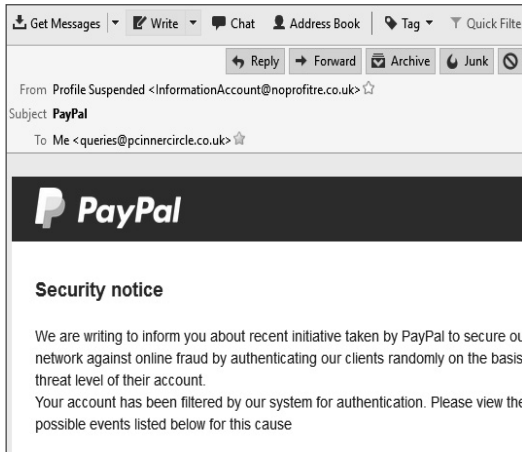 Get Messages Write Chat Address Book Tag Quick Filte
Reply Forward Archive Junk
From Profile Suspended <InformationAccount@noprofitre.co.uk>
Subject PayPal
To Me <queries@pcinnercircle.co.uk>
PayPal
Security notice
We are writing to inform you about recent initiative taken by PayPal to secure ou
network against online fraud by authenticating our clients randomly on the basis
threat level of their account.
Your account has been filtered by our system for authentication. Please view the
possible events listed below for this cause